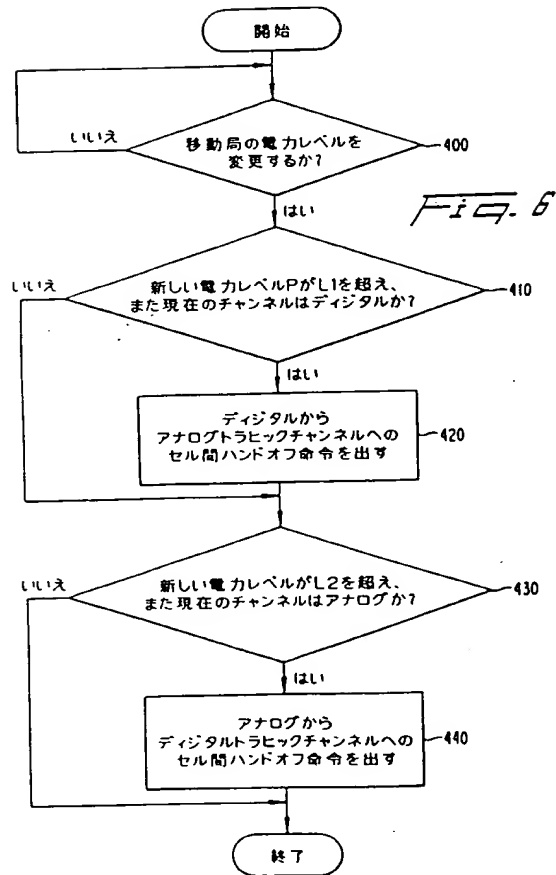 開始
いいえ
移動局の電力レベルを
変更するか?
400
はい
Fig. 6
いいえ
新しい電力レベルPがL1を超え、
また現在のチャンネルはディジタルか?
410
はい
ディジタルから
アナログトラヒックチャンネルへの
セル間ハンドオフ命令を出す
420
いいえ
新しい電力レベルがL2を超え、
また現在のチャンネルはアナログか?
430
はい
アナログから
ディジタルトラヒックチャンネルへの
セル間ハンドオフ命令を出す
440
終了